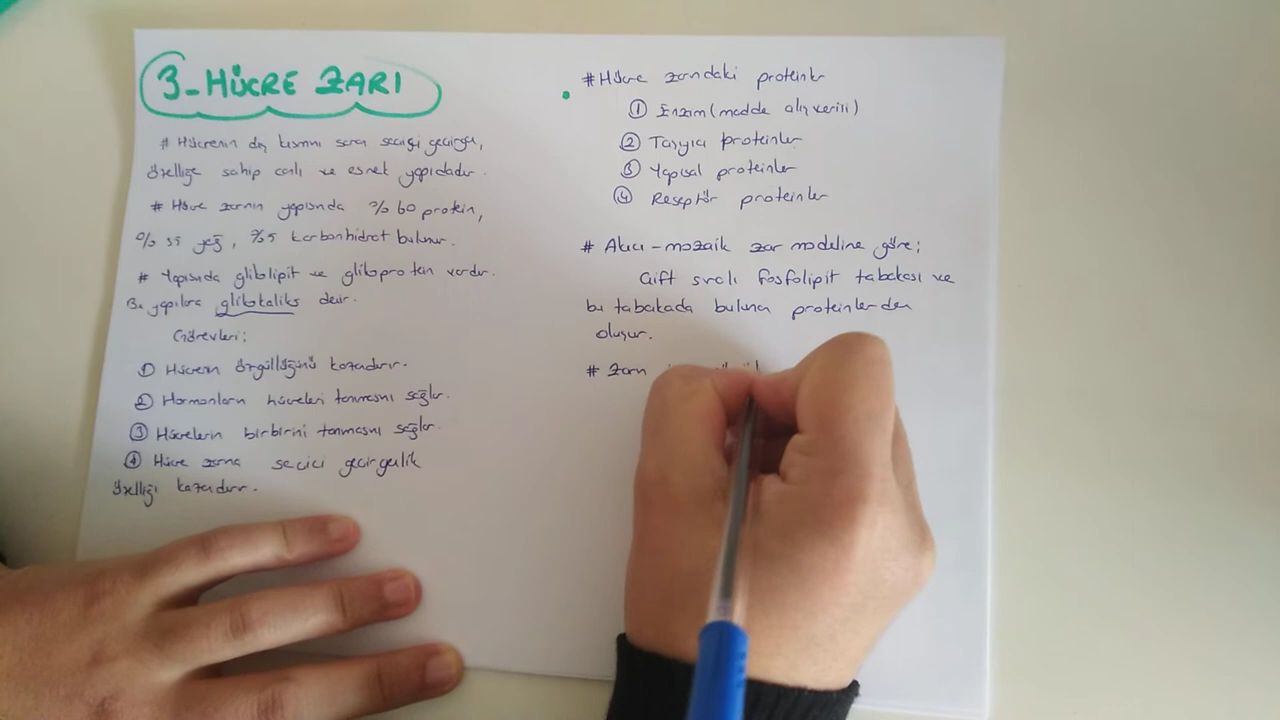 3-HÜCRE ZARI
# Hücrenin dış kısmını saran seçici geçirgen,
özelliğe sahip canlı ve esnek yapıdadır.
# Hücre zarının yapısında % 60 protein,
% 35 yağ, %5 karbonhidrat bulunur.
# Yapısında glikolipit ve glikoprotein vardır.
Bu yapılara glikokaliks denir.
Görevleri:
① Hücrenin özgüllüğünü kazandırır.
② Hormonların hücreleri tanımasını sağlar.
③ Hücrelerin birbirini tanımasını sağlar.
④ Hücre zarına seçici geçirgenlik
özelliği kazandırır.
# Hücre zarındaki proteinler
① Enzim (madde alışverişi)
② Taşıyıcı proteinler
③ Yapısal proteinler
④ Reseptör proteinler
# Akıcı-mozaik zar modeline göre;
Çift sıralı fosfolipit tabakası ve
bu tabakada bulunan proteinlerden
oluşur.
# Zarın